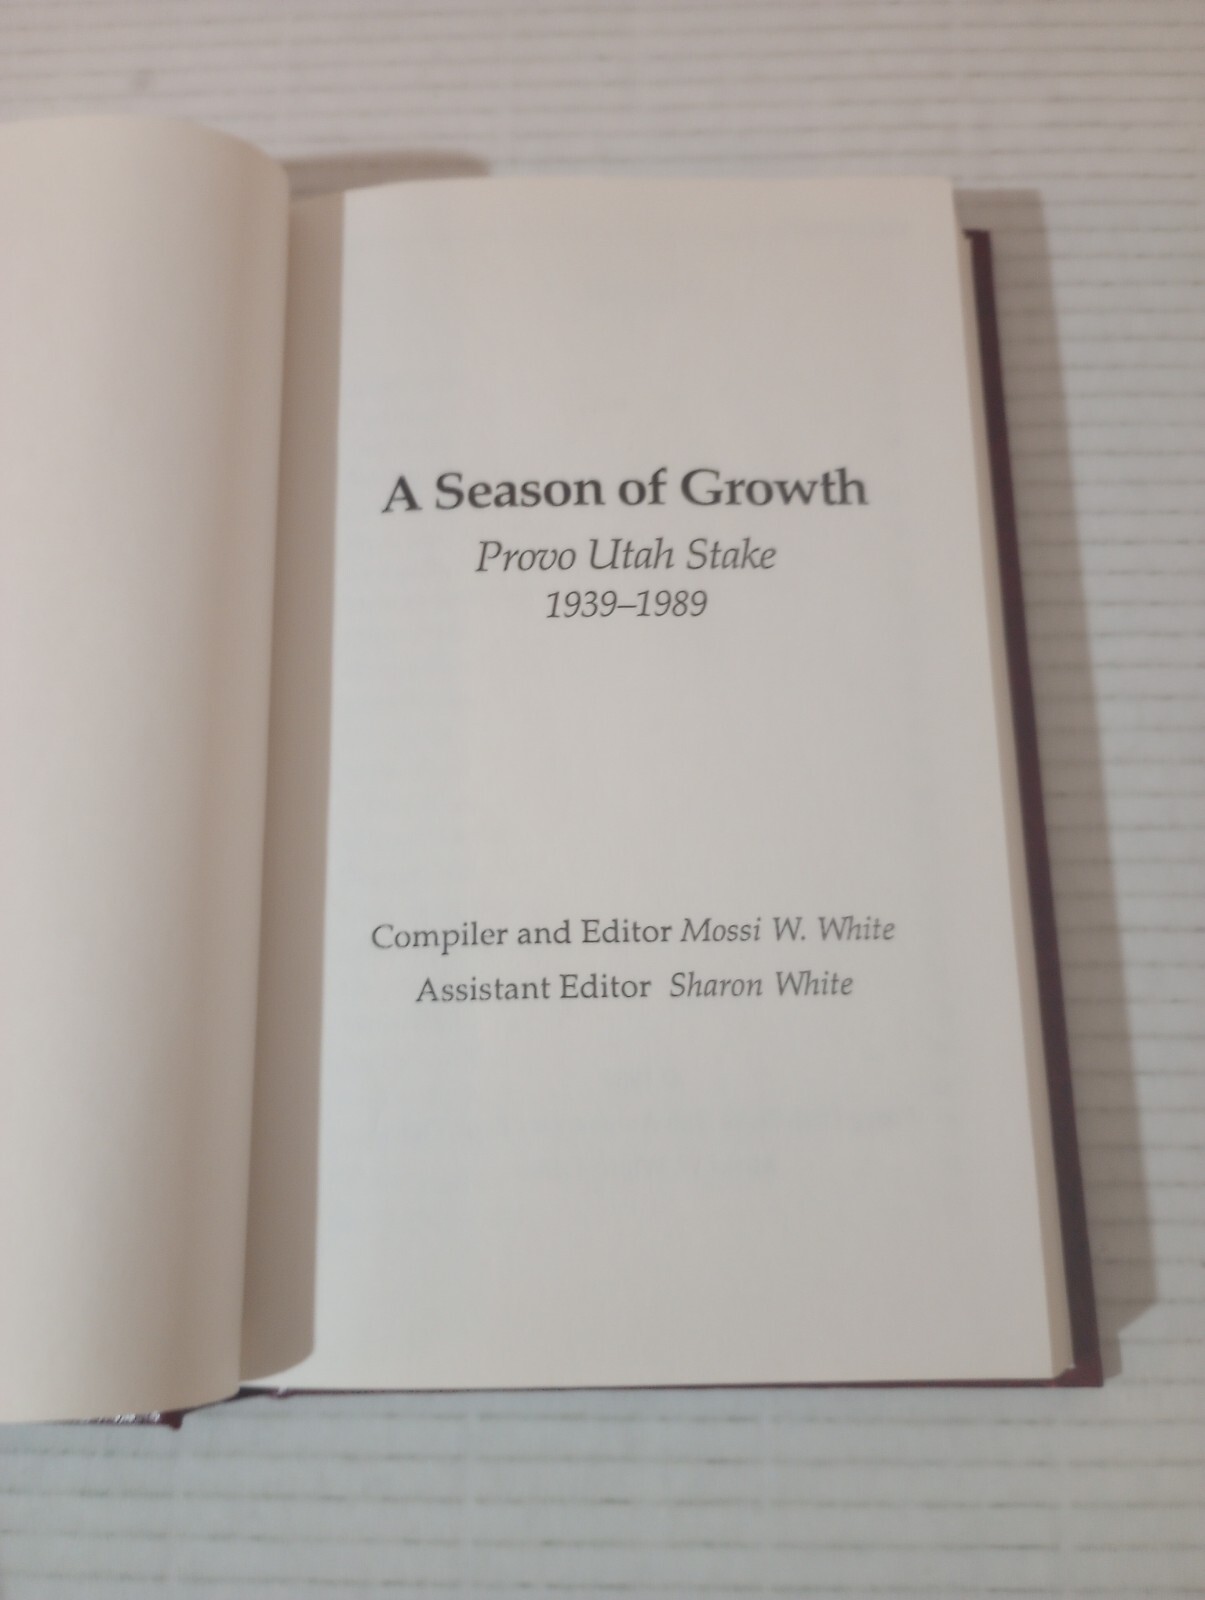 A Season of Growth
Provo Utah Stake
1939–1989
Compiler and Editor Mossi W. White
Assistant Editor Sharon White